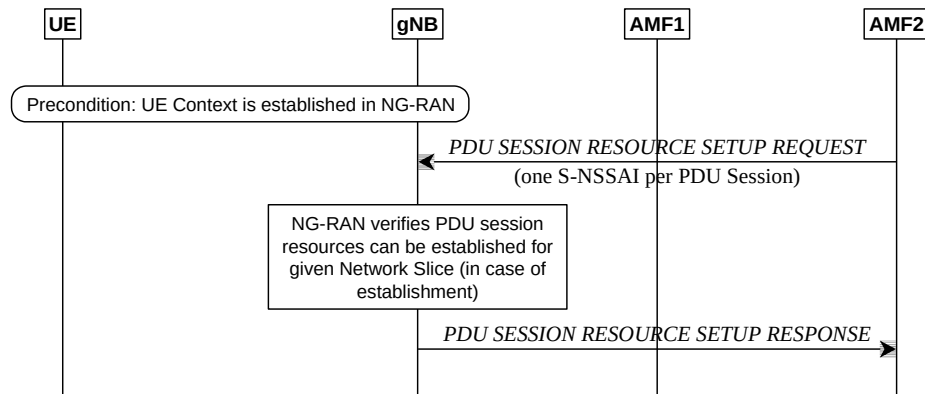 UE gNB AMF1 AMF2
Precondition: UE Context is established in NG-RAN
PDU SESSION RESOURCE SETUP REQUEST
(one S-NSSAI per PDU Session)
NG-RAN verifies PDU session
resources can be established for
given Network Slice (in case of
establishment)
PDU SESSION RESOURCE SETUP RESPONSE